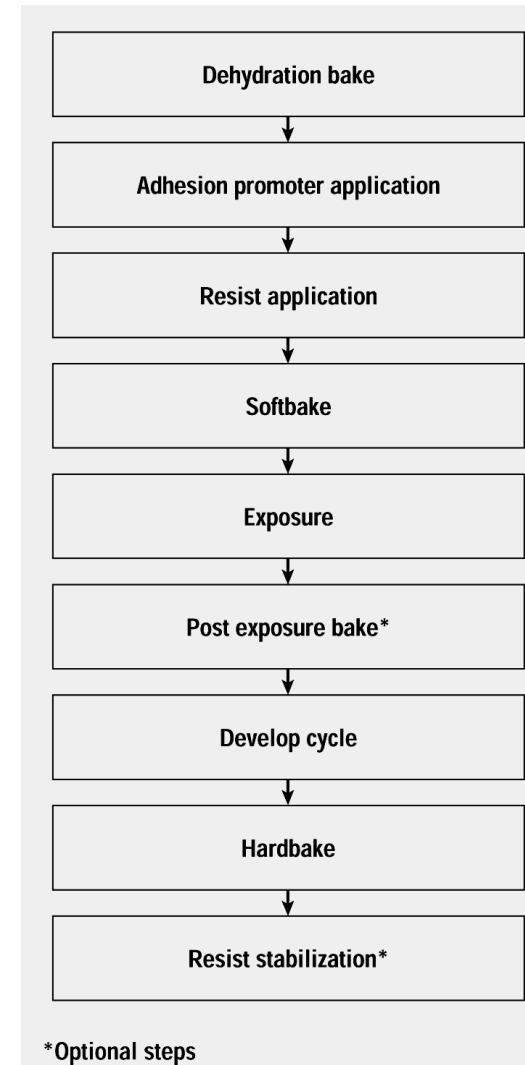 Dehydration bake
Adhesion promoter application
Resist application
Softbake
Exposure
Post exposure bake*
Develop cycle
Hardbake
Resist stabilization*
*Optional steps